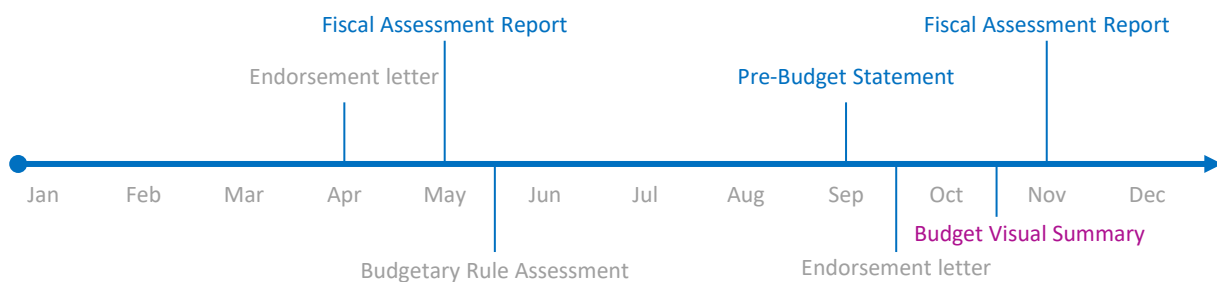 Fiscal Assessment Report
Fiscal Assessment Report
Endorsement letter
Pre-Budget Statement
Jan
Feb
Mar
Apr
May
Jun
Jul
Aug
Sep
Oct
Nov
Dec
Budget Visual Summary
Budgetary Rule Assessment
Endorsement letter